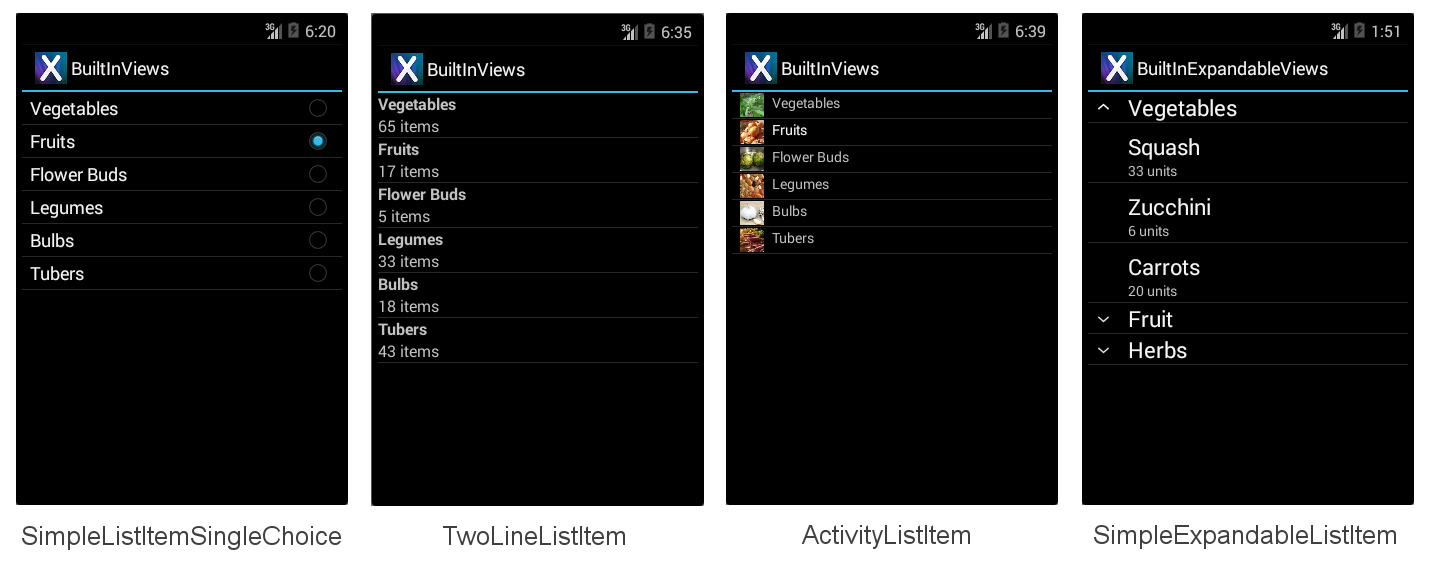 3G 6:20
X BuiltInViews
Vegetables
Fruits
Flower Buds
Legumes
Bulbs
Tubers
SimpleListItemSingleChoice
3G 6:35
X BuiltInViews
Vegetables
65 items
Fruits
17 items
Flower Buds
5 items
Legumes
33 items
Bulbs
18 items
Tubers
43 items
TwoLineListItem
3G 6:39
X BuiltInViews
Vegetables
Fruits
Flower Buds
Legumes
Bulbs
Tubers
ActivityListItem
3G 1:51
X BuiltInExpandableViews
Vegetables
Squash
33 units
Zucchini
6 units
Carrots
20 units
Fruit
Herbs
SimpleExpandableListItem